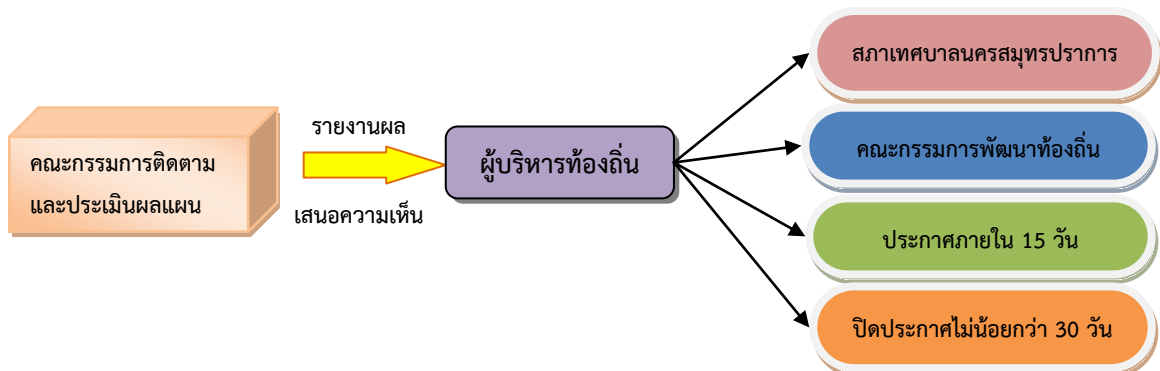 คณะกรรมการติดตาม
และประเมินผลแผน
รายงานผล
เสนอความเห็น
ผู้บริหารท้องถิ่น
สภาเทศบาลนครสมุทรปราการ
คณะกรรมการพัฒนาท้องถิ่น
ประกาศภายใน 15 วัน
ปิดประกาศไม่น้อยกว่า 30 วัน